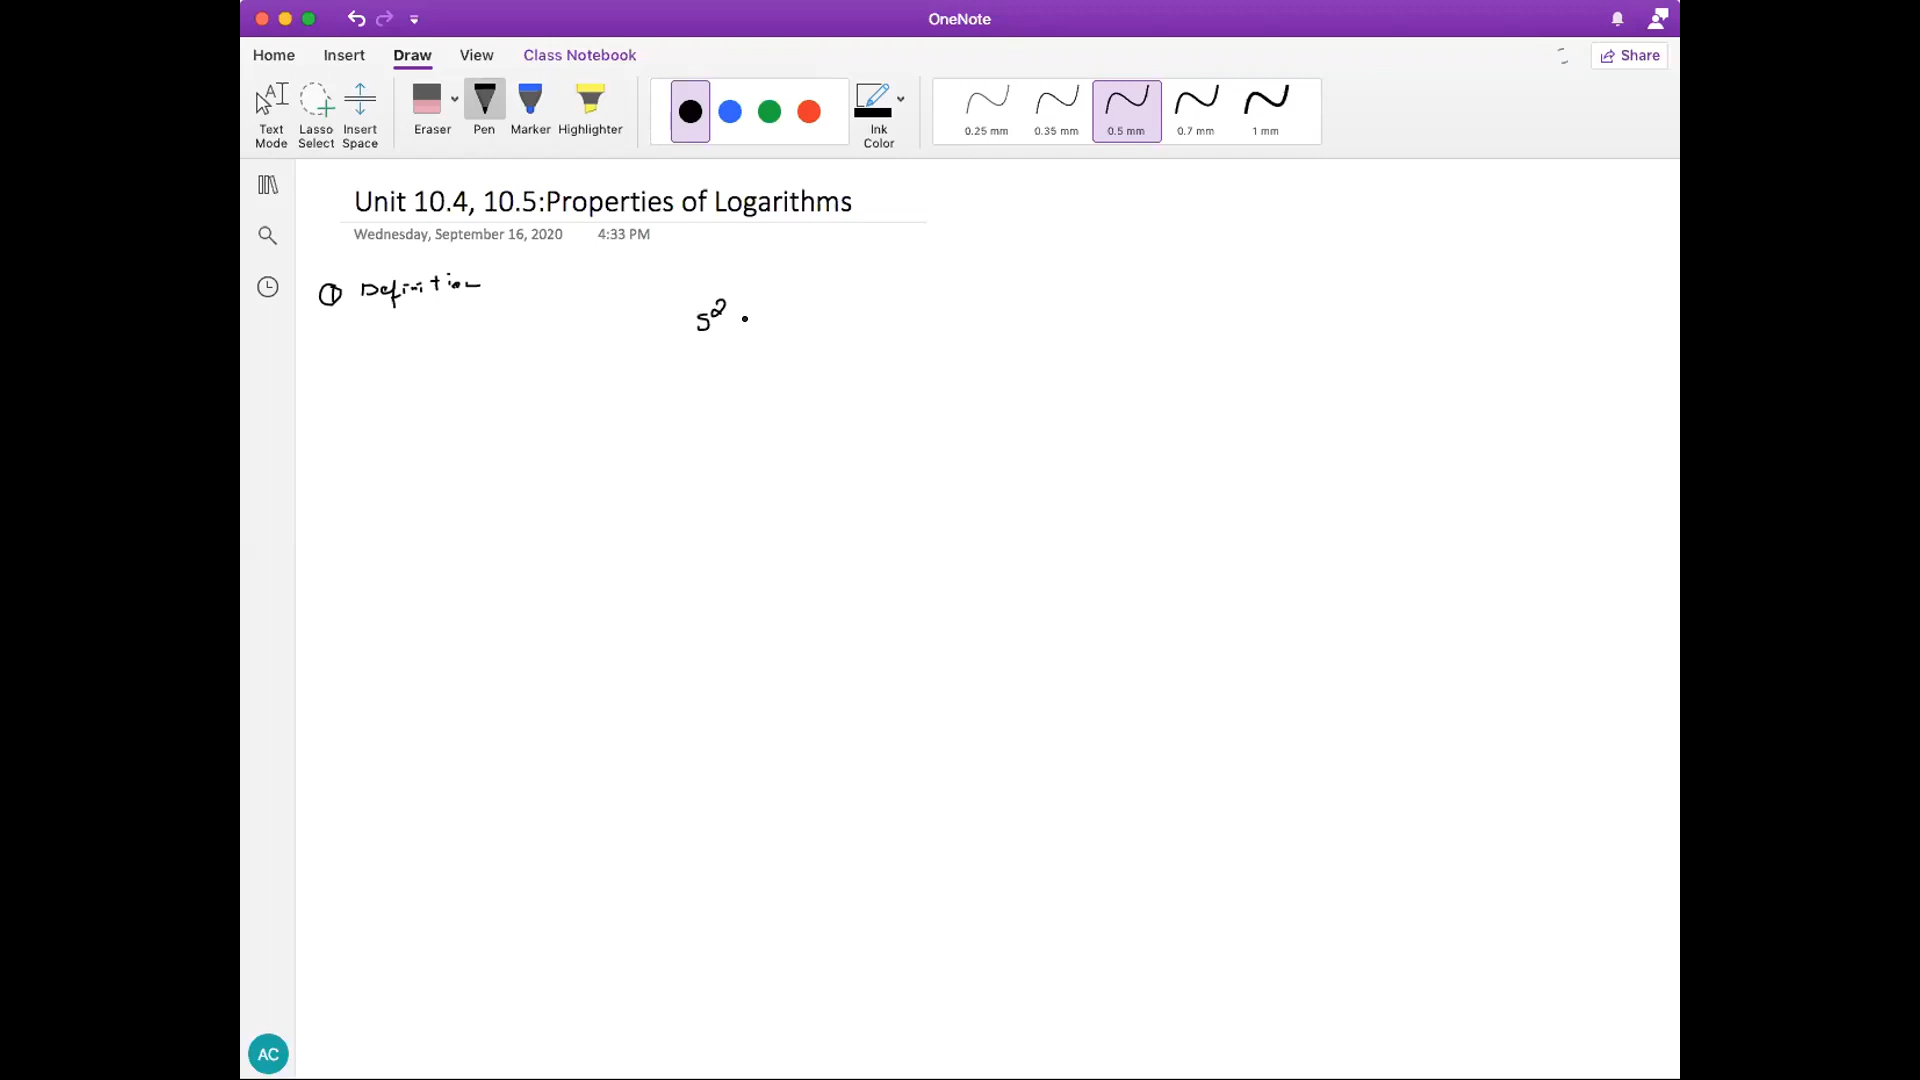 OneNote
Home Insert Draw View Class Notebook Share
Text Mode Lasso Select Insert Space Eraser Pen Marker Highlighter Ink Color 0.25 mm 0.35 mm 0.5 mm 0.7 mm 1 mm
Unit 10.4, 10.5:Properties of Logarithms
Wednesday, September 16, 2020 4:33 PM
① Definition
5²
AC